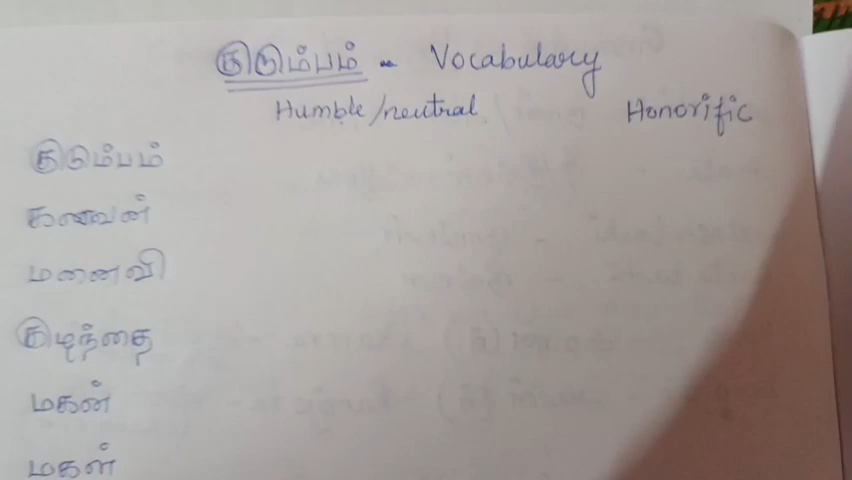 குடும்பம் - Vocabulary
Humble/neutral Honorific
குடும்பம்
கணவன்
மனைவி
குழந்தை
மகன்
மகள்